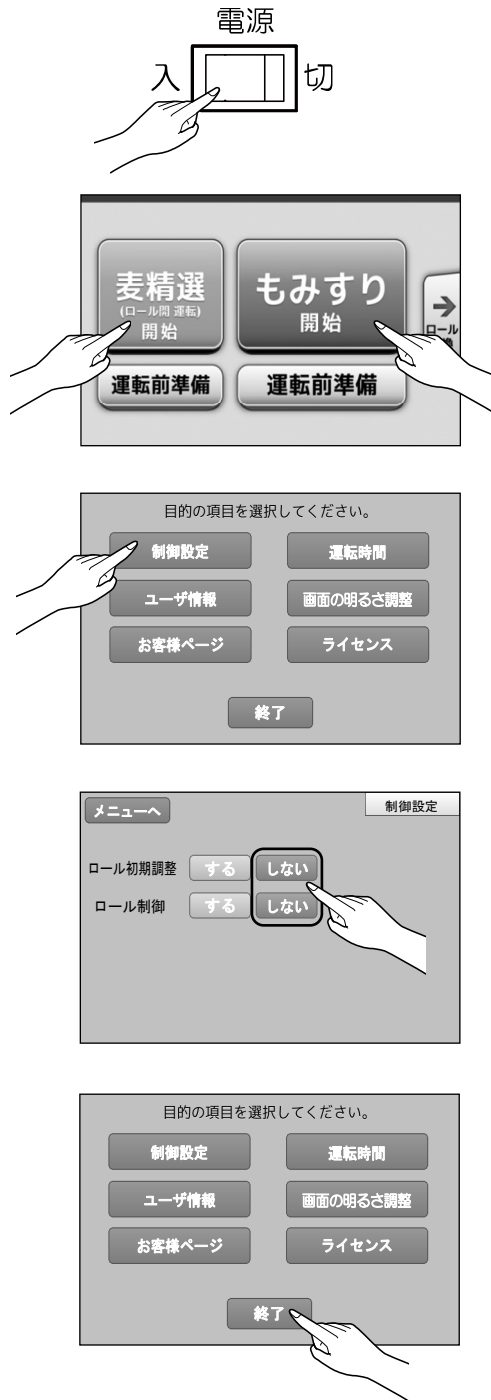 電源
入 切
麦精選
(ロール開 運転)
開始
もみすり
開始
ロール
運転前準備
運転前準備
目的の項目を選択してください。
制御設定
運転時間
ユーザ情報
画面の明るさ調整
お客様ページ
ライセンス
終了
メニューへ
制御設定
ロール初期調整 する しない
ロール制御 する しない
目的の項目を選択してください。
制御設定
運転時間
ユーザ情報
画面の明るさ調整
お客様ページ
ライセンス
終了